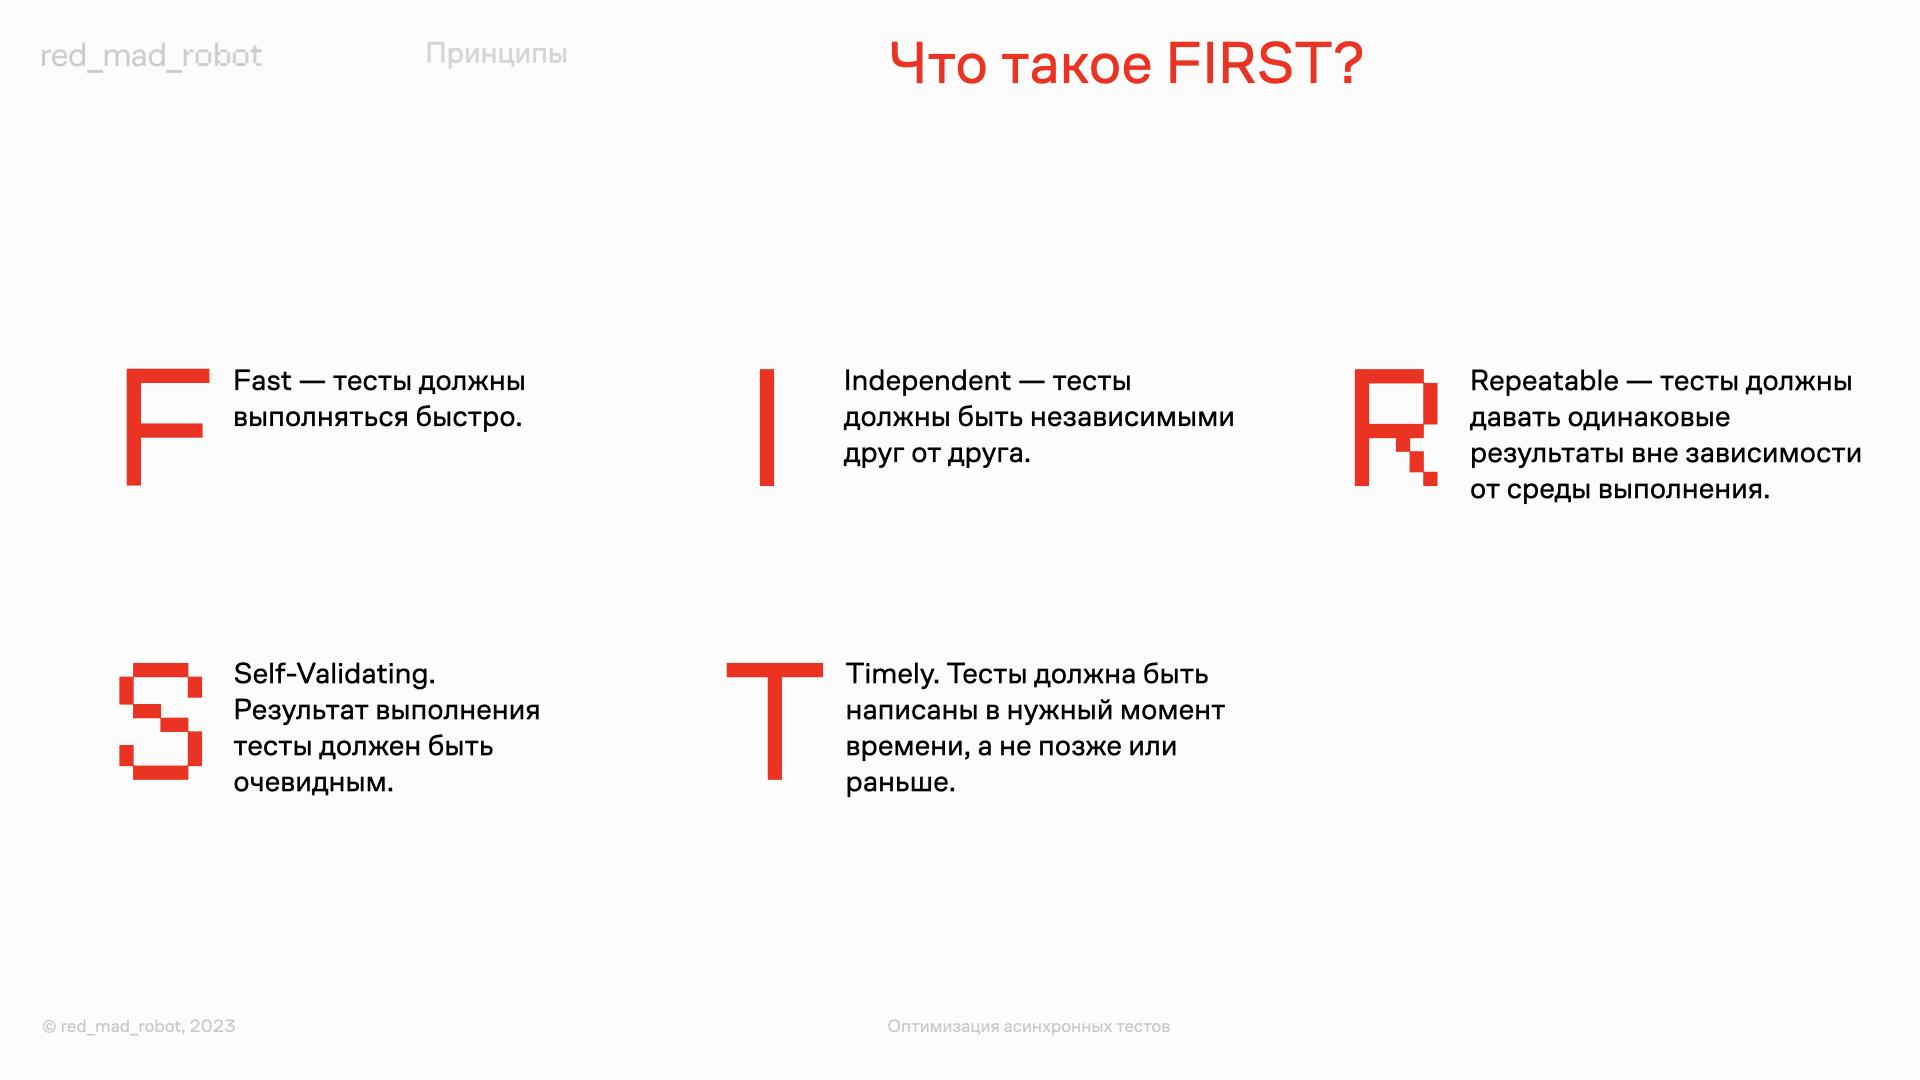 red_mad_robot
Принципы
Что такое FIRST?
F
Fast — тесты должны
выполняться быстро.
I
Independent — тесты
должны быть независимыми
друг от друга.
R
Repeatable — тесты должны
давать одинаковые
результаты вне зависимости
от среды выполнения.
S
Self-Validating.
Результат выполнения
тесты должен быть
очевидным.
T
Timely. Тесты должна быть
написаны в нужный момент
времени, а не позже или
раньше.
© red_mad_robot, 2023
Оптимизация асинхронных тестов